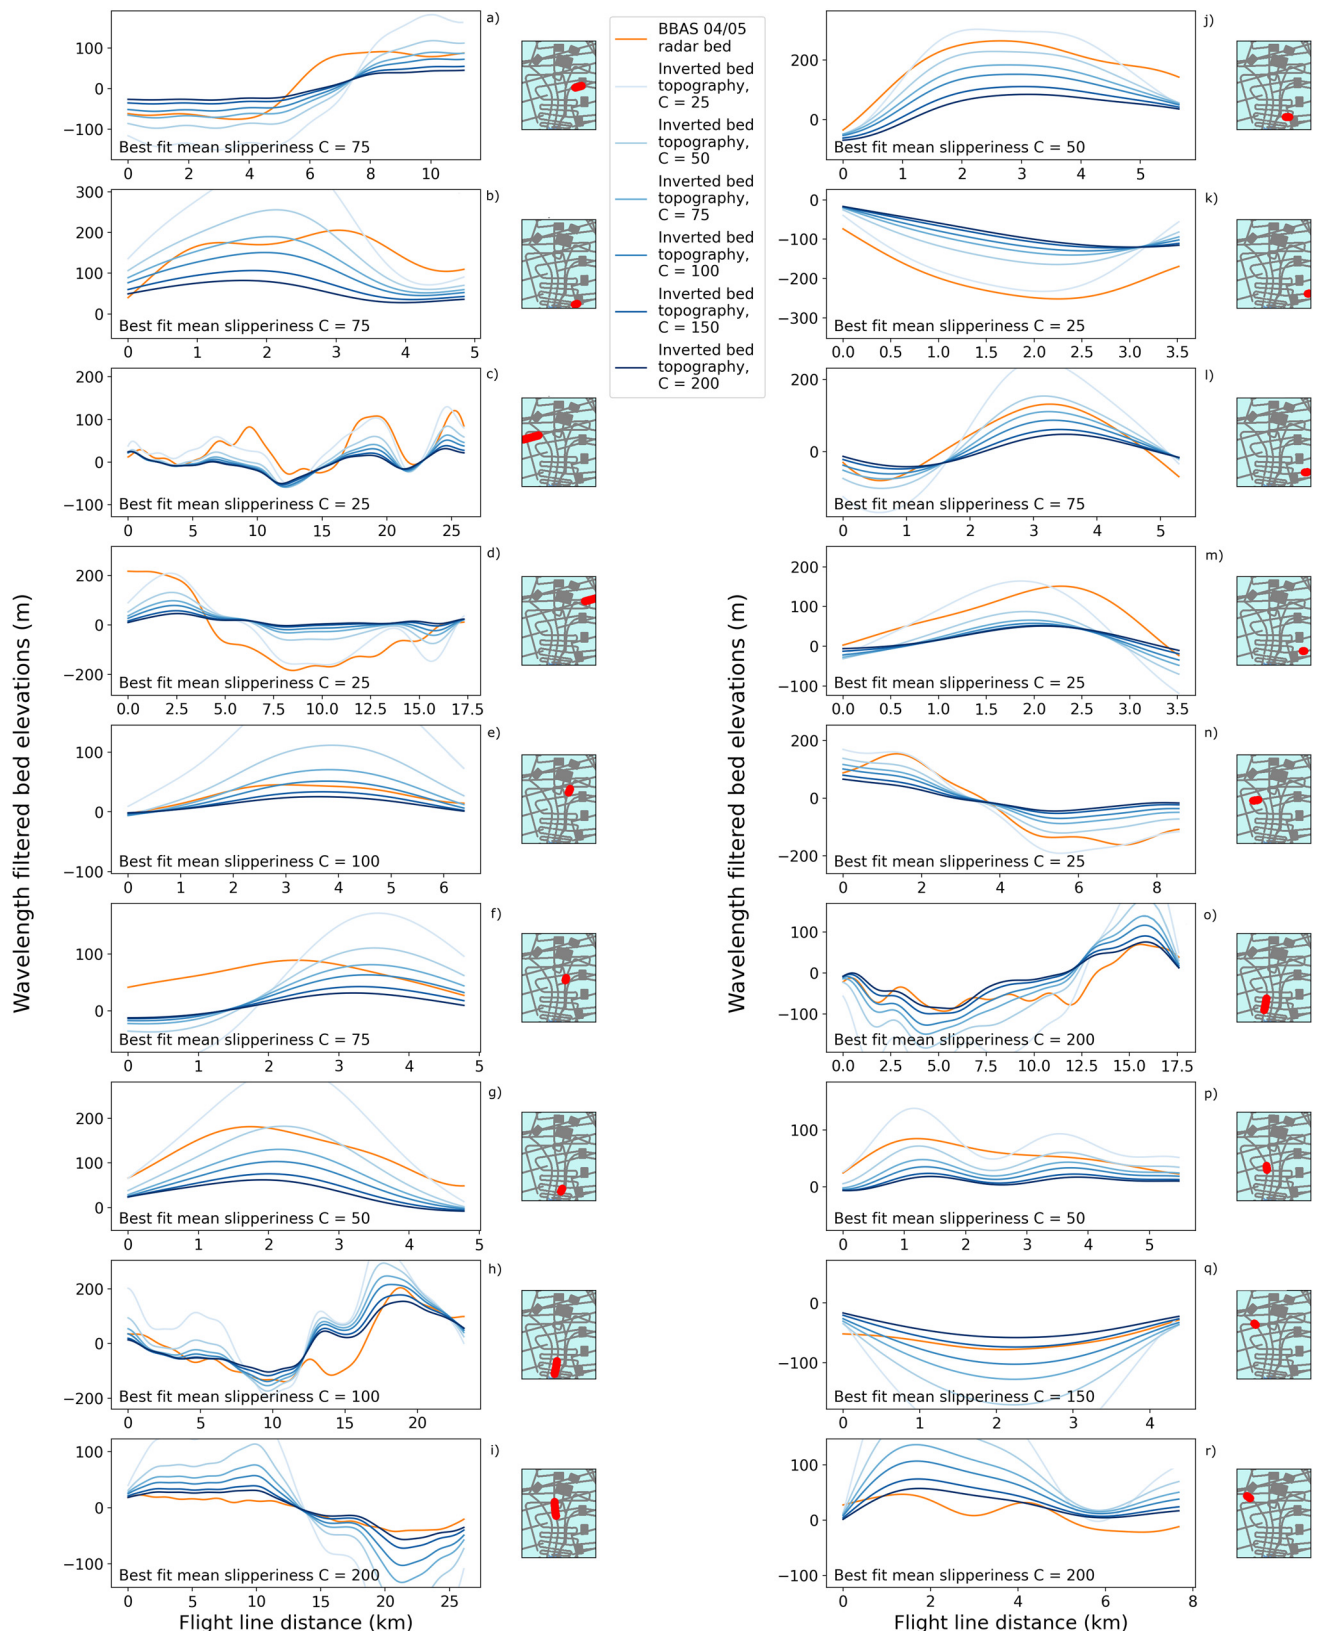 Wavelength filtered bed elevations (m)
a)
100
0
−100
Best fit mean slipperiness C = 75
0 2 4 6 8 10
b)
300
200
100
0
Best fit mean slipperiness C = 75
0 1 2 3 4 5
c)
200
100
0
−100
Best fit mean slipperiness C = 25
0 5 10 15 20 25
d)
200
0
−200
Best fit mean slipperiness C = 25
0.0 2.5 5.0 7.5 10.0 12.5 15.0 17.5
e)
100
0
−100
Best fit mean slipperiness C = 100
0 1 2 3 4 5 6
f)
100
0
Best fit mean slipperiness C = 75
0 1 2 3 4 5
g)
200
100
0
Best fit mean slipperiness C = 50
0 1 2 3 4 5
h)
200
0
−200
Best fit mean slipperiness C = 100
0 5 10 15 20
i)
100
0
−100
Best fit mean slipperiness C = 200
0 5 10 15 20 25
Flight line distance (km)
BBAS 04/05
radar bed
Inverted bed
topography,
C = 25
Inverted bed
topography,
C = 50
Inverted bed
topography,
C = 75
Inverted bed
topography,
C = 100
Inverted bed
topography,
C = 150
Inverted bed
topography,
C = 200
Wavelength filtered bed elevations (m)
j)
200
0
Best fit mean slipperiness C = 50
0 1 2 3 4 5
k)
0
−100
−200
−300
Best fit mean slipperiness C = 25
0.0 0.5 1.0 1.5 2.0 2.5 3.0 3.5
l)
200
0
Best fit mean slipperiness C = 75
0 1 2 3 4 5
m)
200
100
0
−100
Best fit mean slipperiness C = 25
0.0 0.5 1.0 1.5 2.0 2.5 3.0 3.5
n)
200
0
−200
Best fit mean slipperiness C = 25
0 2 4 6 8
o)
100
0
−100
Best fit mean slipperiness C = 200
0.0 2.5 5.0 7.5 10.0 12.5 15.0 17.5
p)
100
0
Best fit mean slipperiness C = 50
0 1 2 3 4 5
q)
0
−100
Best fit mean slipperiness C = 150
0 1 2 3 4
r)
100
0
−100
Best fit mean slipperiness C = 200
0 2 4 6 8
Flight line distance (km)